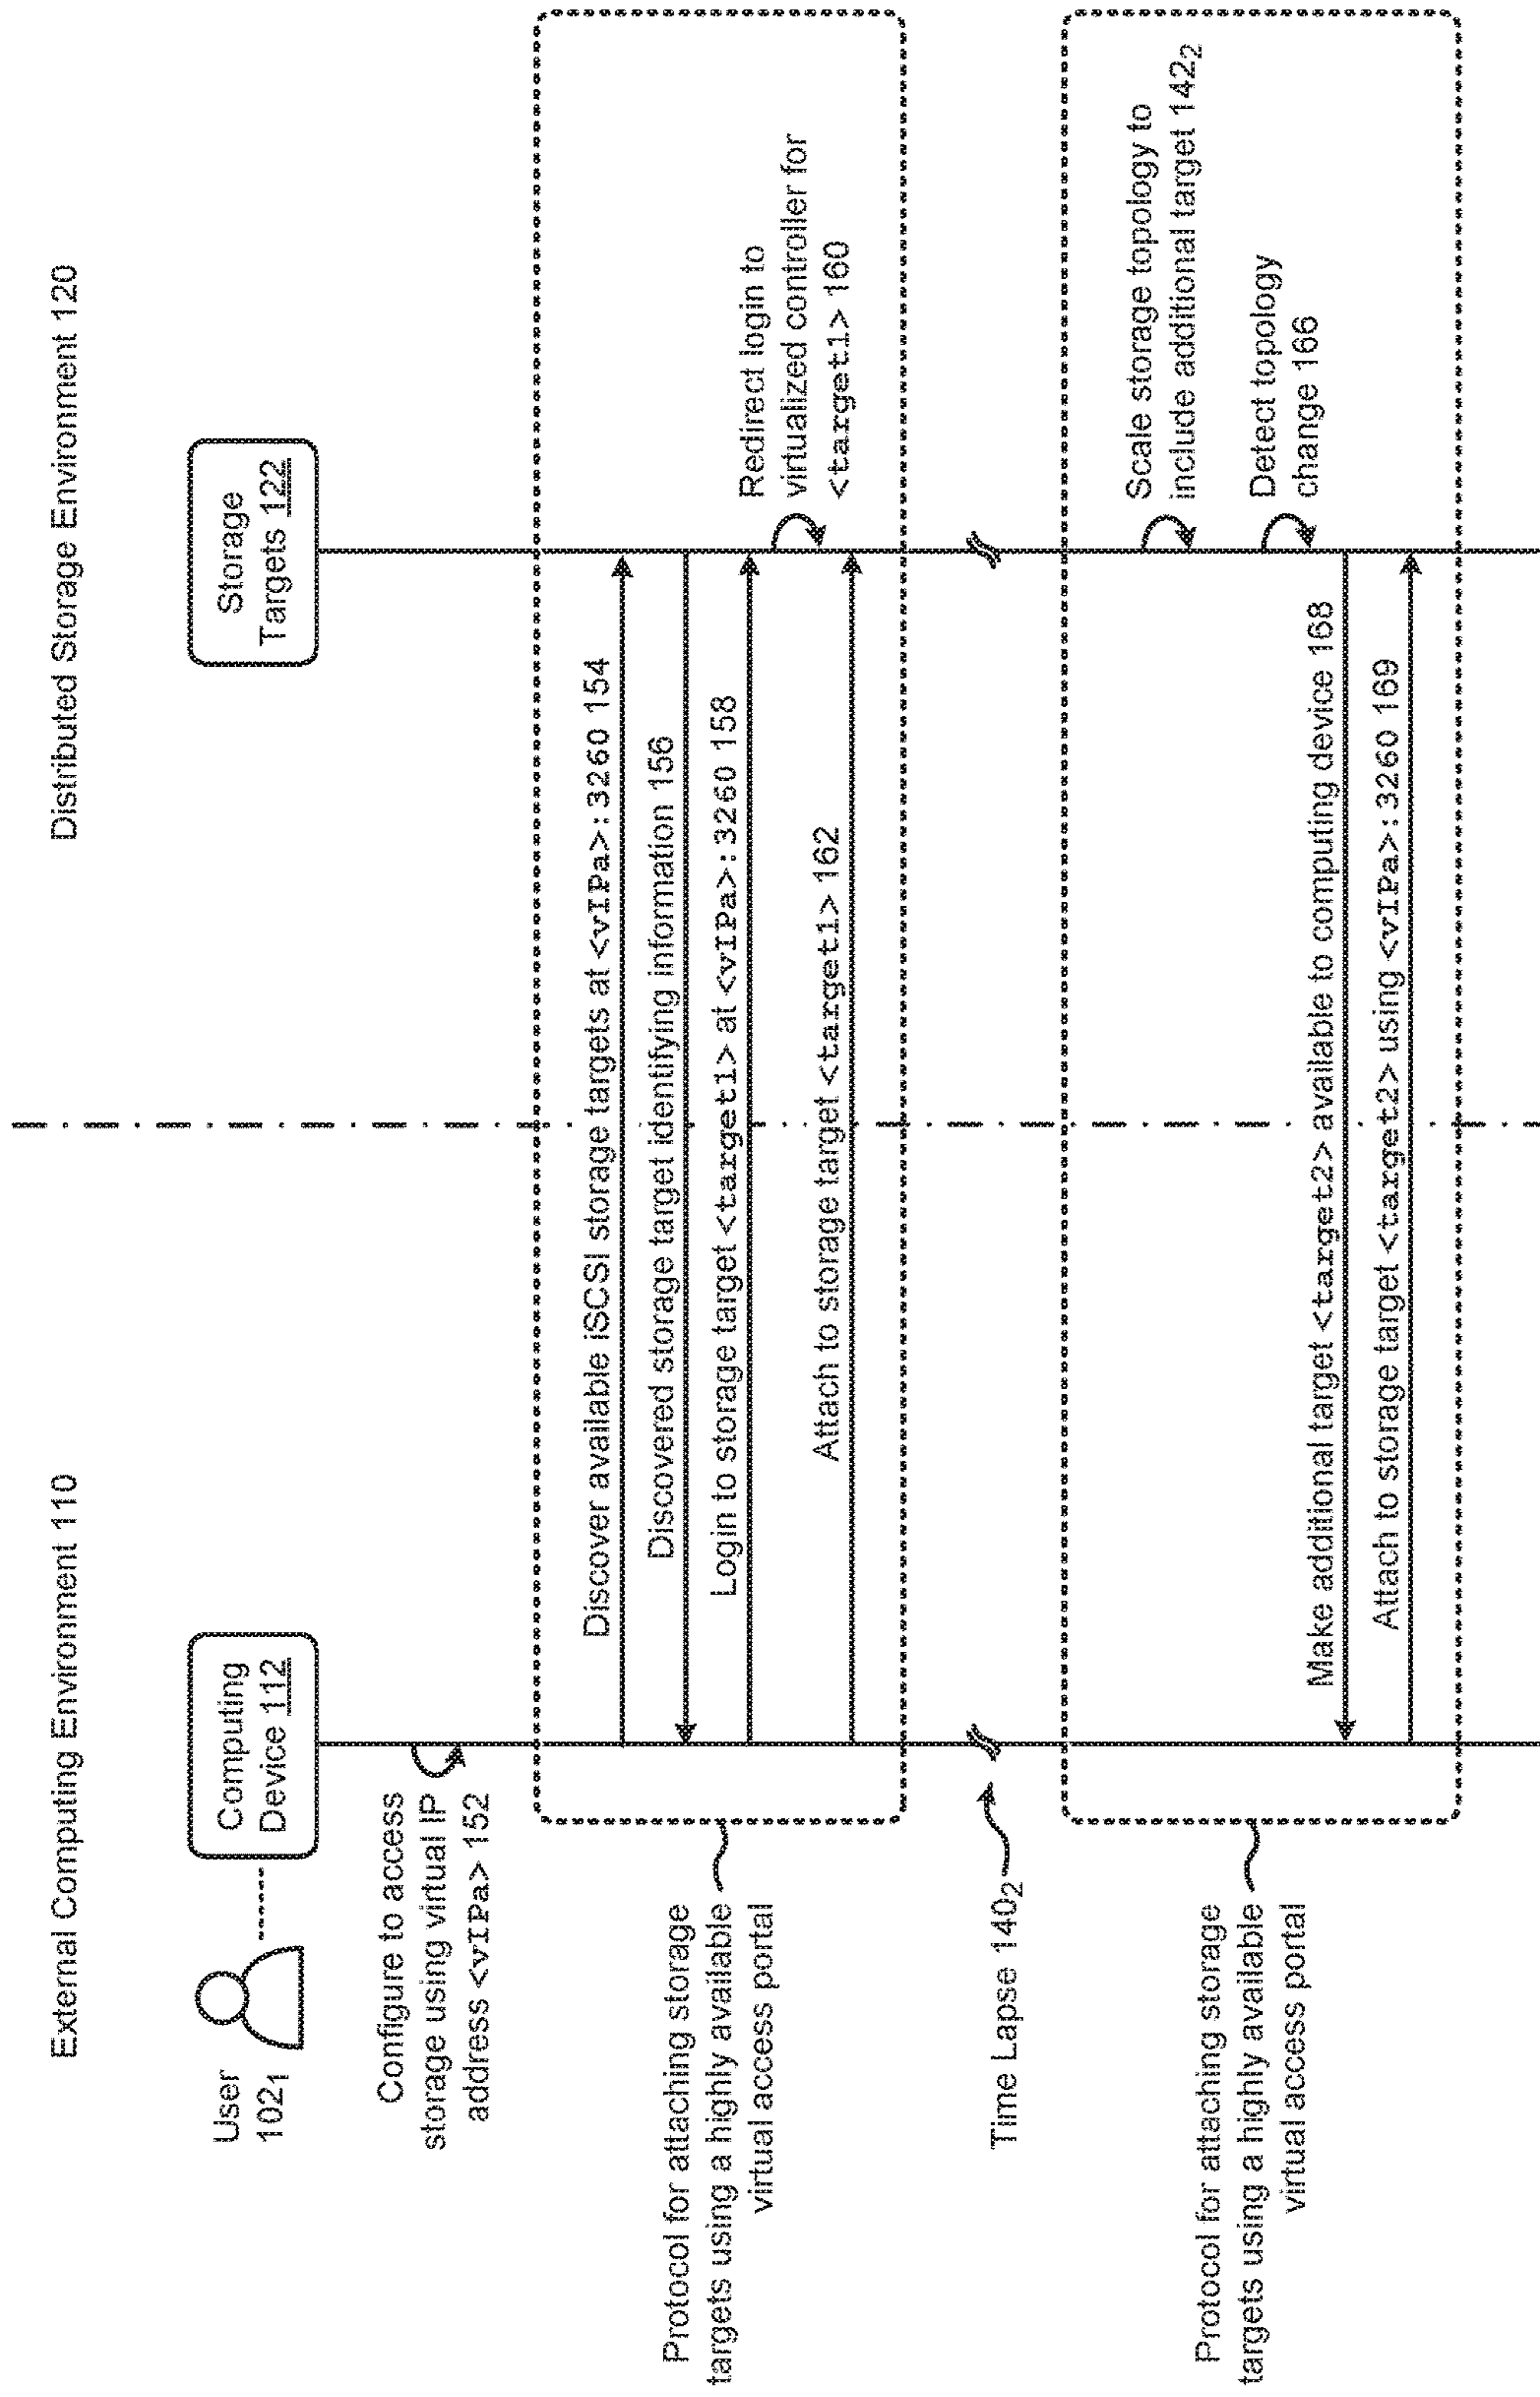 External Computing Environment 110
Distributed Storage Environment 120
User
102₁
Computing
Device 112
Storage
Targets 122
Configure to access
storage using virtual IP
address <vIPa> 152
Protocol for attaching storage
targets using a highly available
virtual access portal
Discover available iSCSI storage targets at <vIPa>:3260 154
Discovered storage target identifying information 156
Login to storage target <target1> at <vIPa>:3260 158
Redirect login to
virtualized controller for
<target1> 160
Attach to storage target <target1> 162
Time Lapse 140₂
Protocol for attaching storage
targets using a highly available
virtual access portal
Scale storage topology to
include additional target 142₂
Detect topology
change 166
Make additional target <target2> available to computing device 168
Attach to storage target <target2> using <vIPa>:3260 169